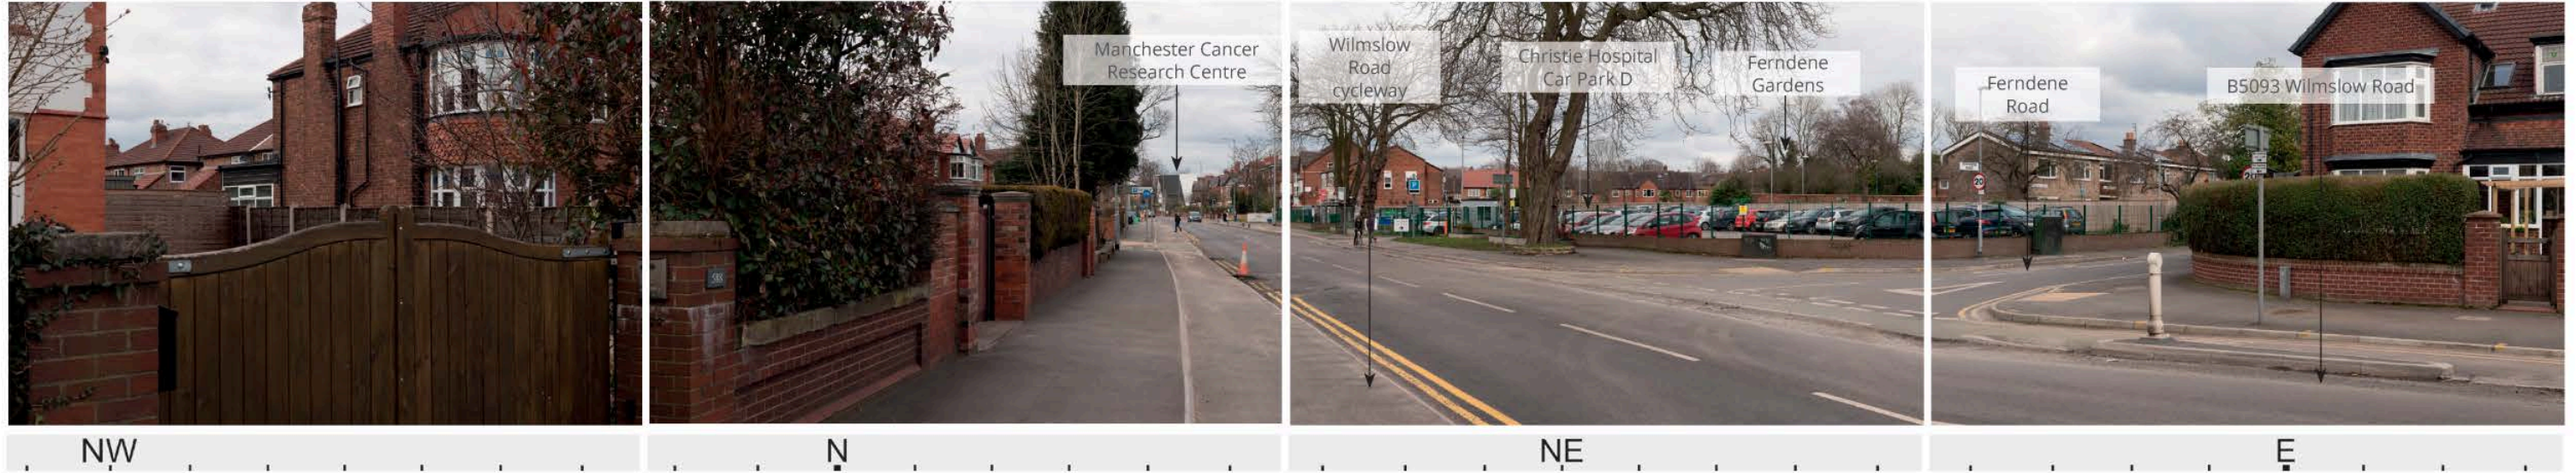 Manchester Cancer
Research Centre
Wilmslow
Road
cycleway
Christie Hospital
Car Park D
Ferndene
Gardens
Ferndene
Road
B5093 Wilmslow Road
20
P
NW
N
NE
E